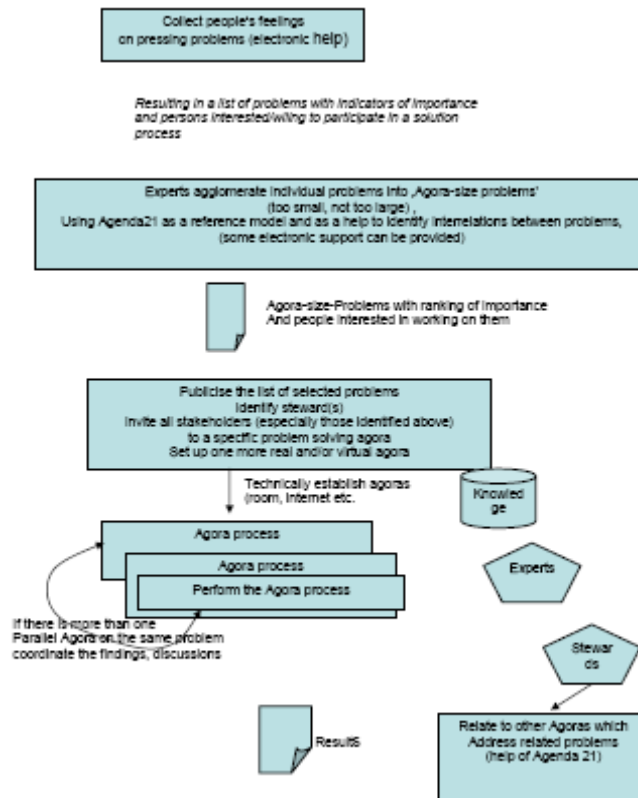 Collect people's feelings
on pressing problems (electronic help)
Resulting in a list of problems with indicators of importance
and persons interested/wiling to participate in a solution
process
Experts agglomerate individual problems into ‚Agora-size problems'
(too small, not too large) ,
Using Agenda21 as a reference model and as a help to identify interrelations between problems,
(some electronic support can be provided)
Agora-size-Problems with ranking of importance
And people interested in working on them
Publicise the list of selected problems
Identify steward(s)
Invite all stakeholders (especially those identified above)
to a specific problem solving agora
Set up one more real and/or virtual agora
Technically establish agoras
(room, Internet etc.
Knowled
ge
Agora process
Agora process
Perform the Agora process
Experts
If there is more than one
Parallel Agora on the same problem
coordinate the findings, discussions
Stewar
ds
Results
Relate to other Agoras which
Address related problems
(help of Agenda 21)